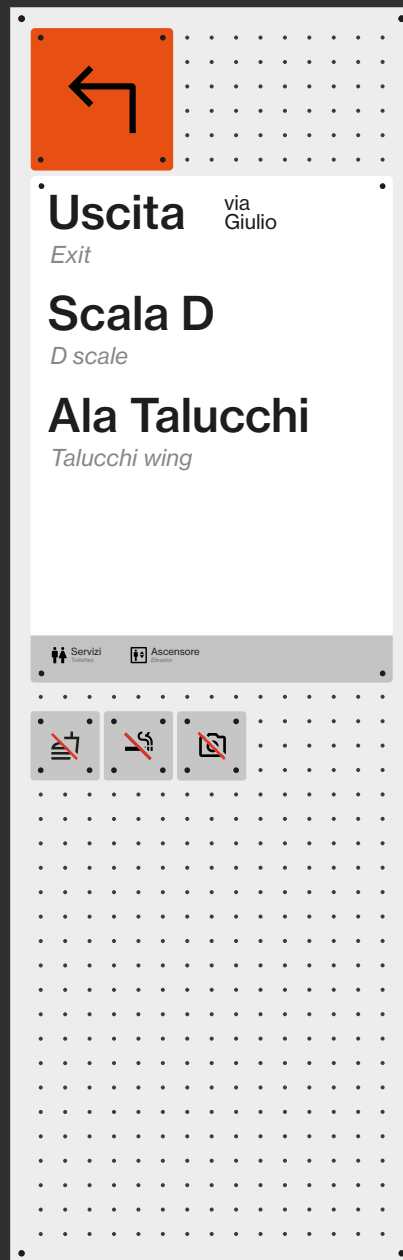 Uscita
via
Giulio
Exit
Scala D
D scale
Ala Talucchi
Talucchi wing
Servizi
Toilettes
Ascensore
Elevator